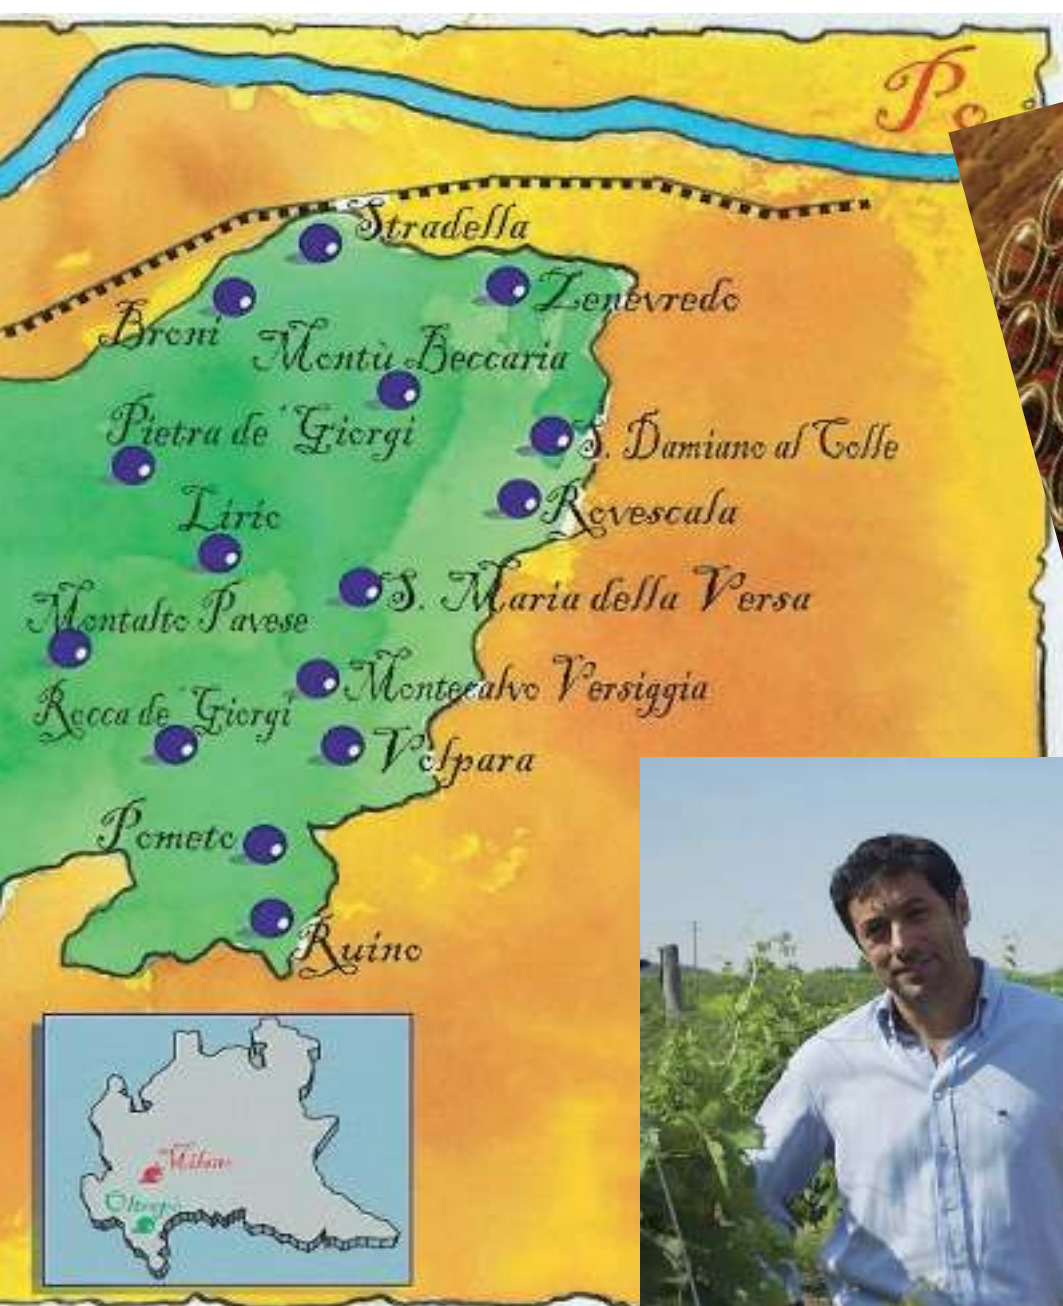 Po
Stradella
Zenevredo
Broni
Montù Beccaria
Pietra de' Giorgi
S. Damiano al Colle
Rovescala
Lirio
S. Maria della Versa
Montalto Pavese
Montecalvo Versiggia
Rocca de' Giorgi
Volpara
Pometo
Ruino
Milano
Oltrepò